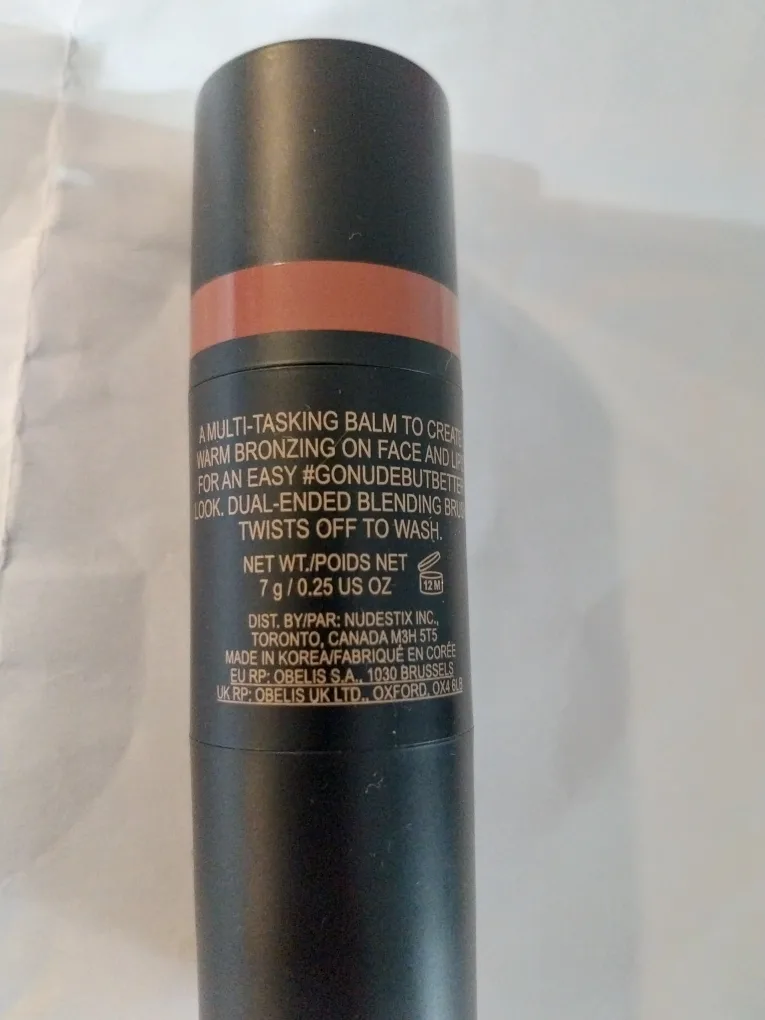 A MULTI-TASKING BALM TO CREATE
WARM BRONZING ON FACE AND LIPS
FOR AN EASY #GONUDEBUTBETTER
LOOK. DUAL-ENDED BLENDING BRUS
TWISTS OFF TO WASH.
NET WT./POIDS NET
7 g / 0.25 US OZ
12 M
DIST. BY/PAR: NUDESTIX INC.,
TORONTO, CANADA M3H 5T5
MADE IN KOREA/FABRIQUÉ EN CORÉE
EU RP: OBELIS S.A., 1030 BRUSSELS
UK RP: OBELIS UK LTD., OXFORD, OX4 6LB